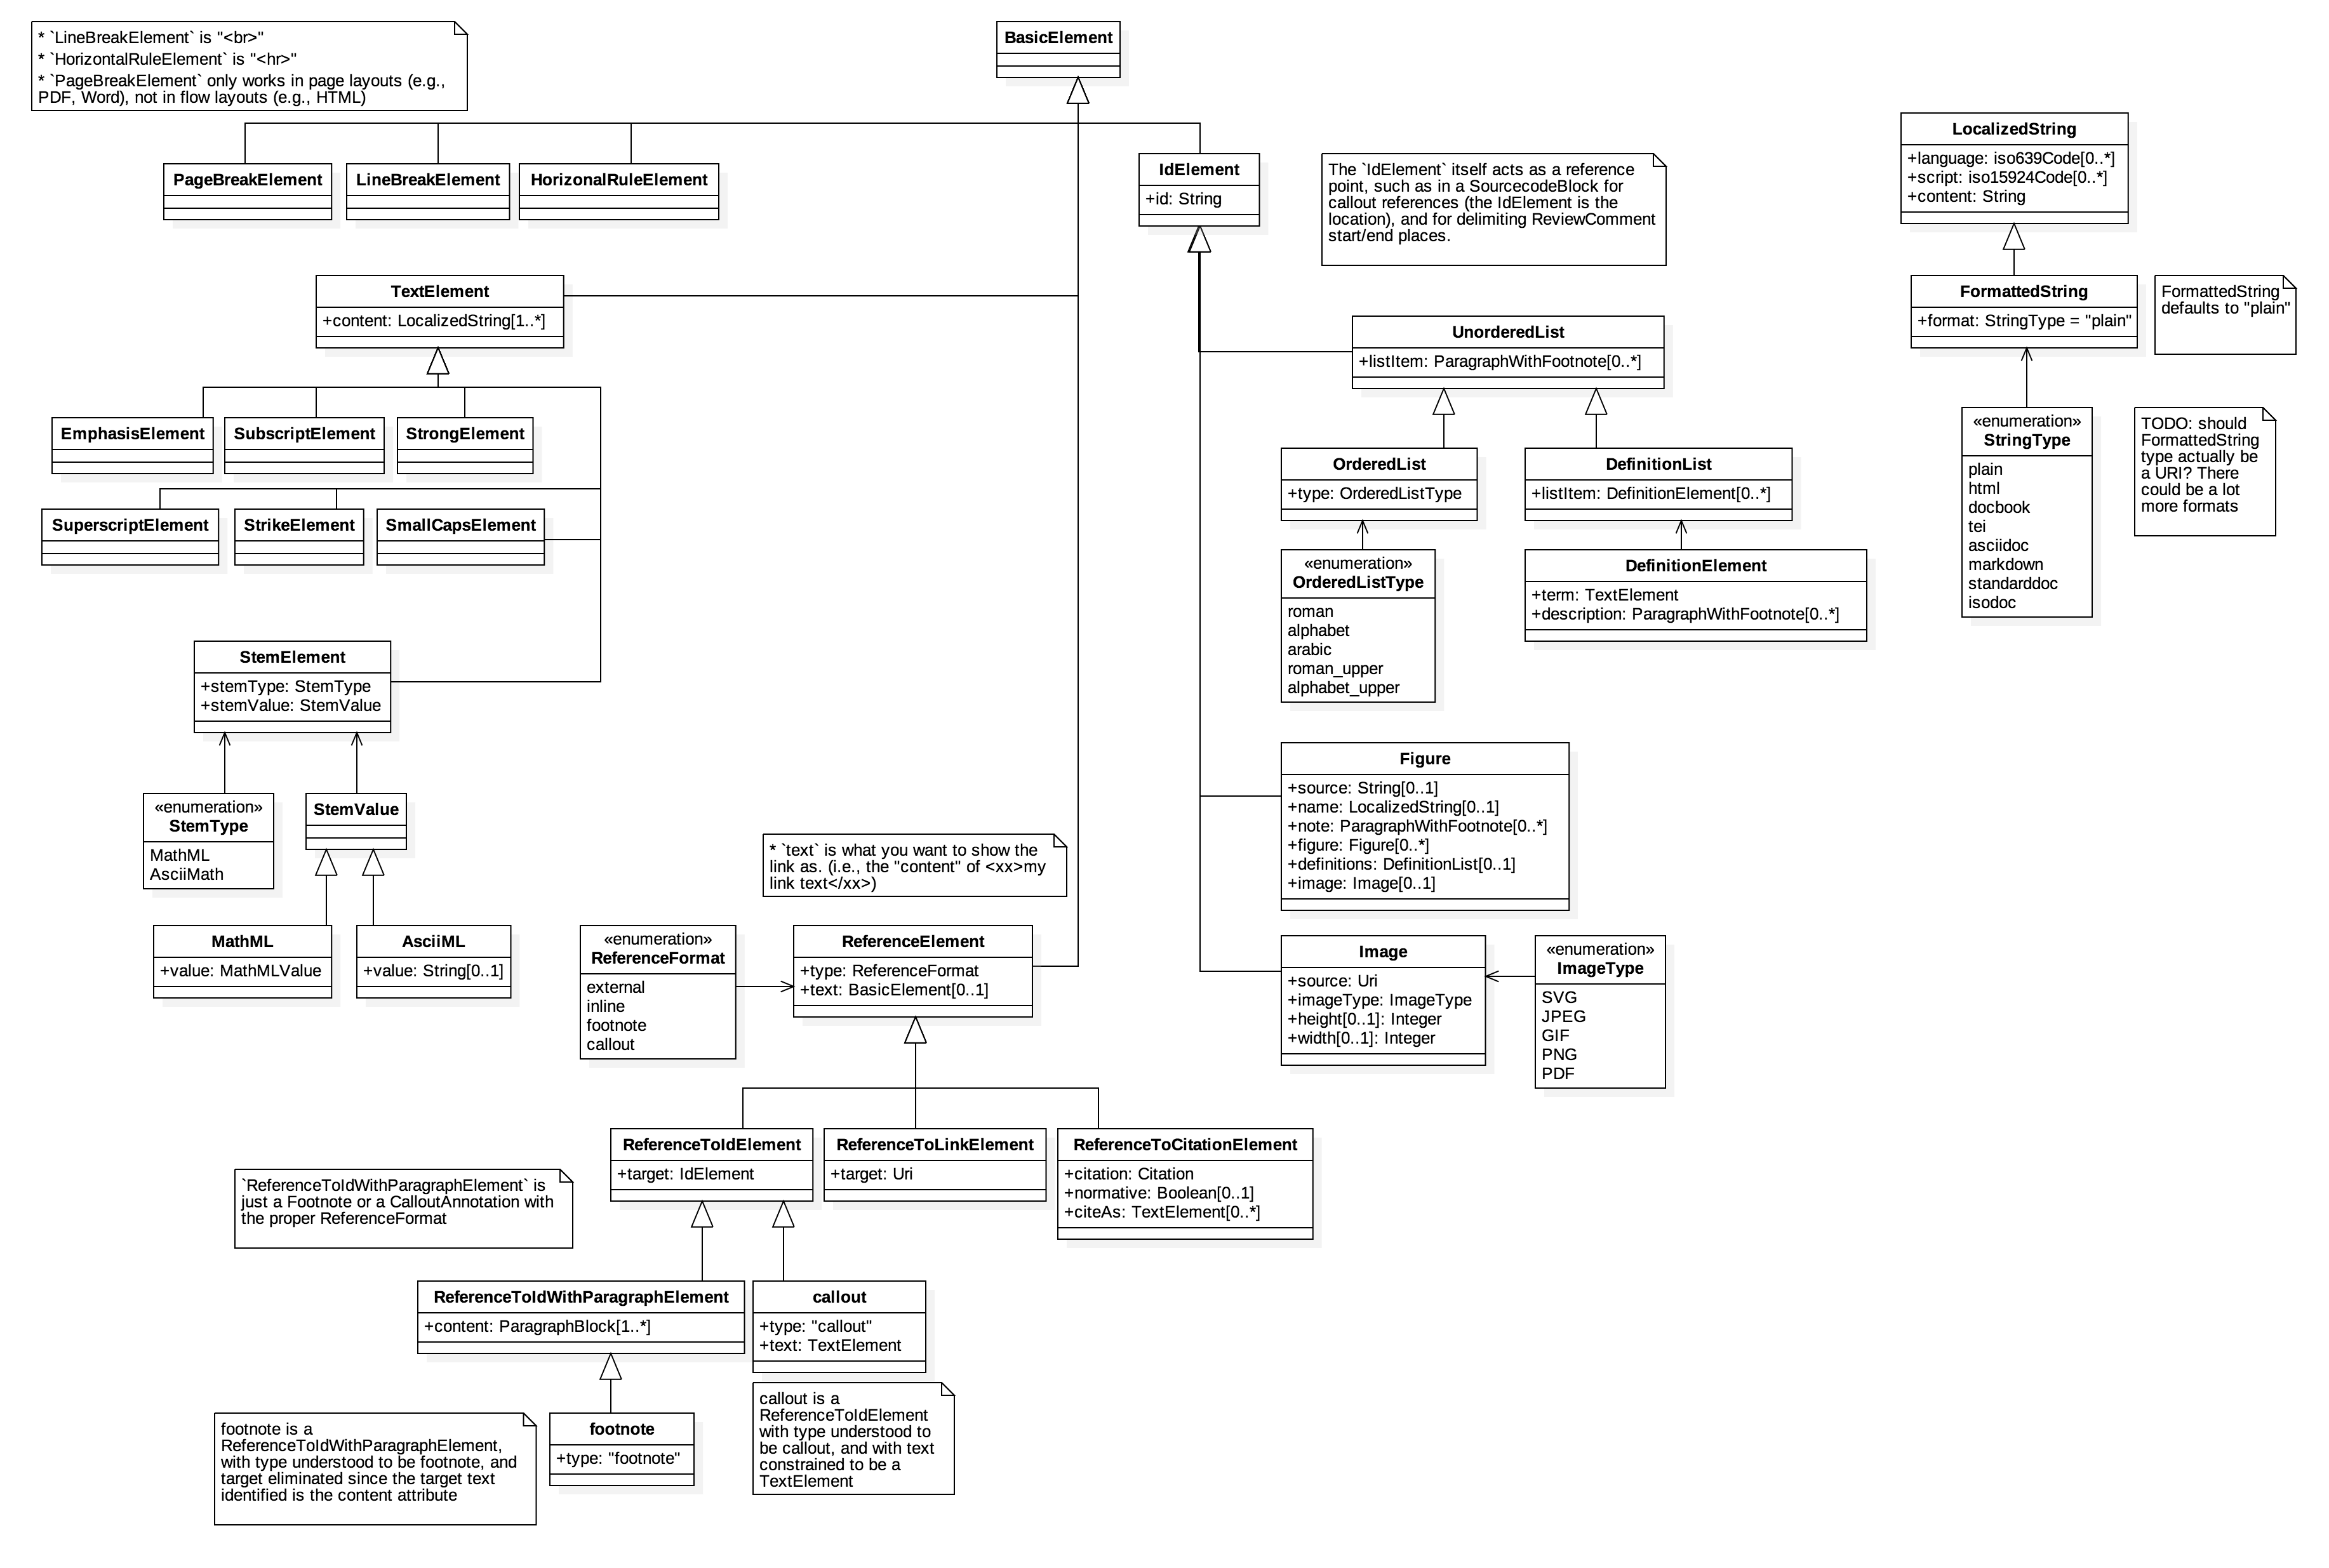 * `LineBreakElement` is "<br>"
* `HorizontalRuleElement` is "<hr>"
* `PageBreakElement` only works in page layouts (e.g.,
PDF, Word), not in flow layouts (e.g., HTML)
BasicElement
LocalizedString
+language: iso639Code[0..*]
+script: iso15924Code[0..*]
+content: String
PageBreakElement
LineBreakElement
HorizonalRuleElement
IdElement
+id: String
The `IdElement` itself acts as a reference
point, such as in a SourcecodeBlock for
callout references (the IdElement is the
location), and for delimiting ReviewComment
start/end places.
TextElement
+content: LocalizedString[1..*]
FormattedString
+format: StringType = "plain"
FormattedString
defaults to "plain"
UnorderedList
+listItem: ParagraphWithFootnote[0..*]
EmphasisElement
SubscriptElement
StrongElement
SuperscriptElement
StrikeElement
SmallCapsElement
OrderedList
+type: OrderedListType
DefinitionList
+listItem: DefinitionElement[0..*]
«enumeration»
StringType
plain
html
docbook
tei
asciidoc
markdown
standarddoc
isodoc
TODO: should
FormattedString
type actually be
a URI? There
could be a lot
more formats
«enumeration»
OrderedListType
roman
alphabet
arabic
roman_upper
alphabet_upper
DefinitionElement
+term: TextElement
+description: ParagraphWithFootnote[0..*]
StemElement
+stemType: StemType
+stemValue: StemValue
«enumeration»
StemType
MathML
AsciiMath
StemValue
MathML
+value: MathMLValue
AsciiML
+value: String[0..1]
* `text` is what you want to show the
link as. (i.e., the "content" of <xx>my
link text</xx>)
Figure
+source: String[0..1]
+name: LocalizedString[0..1]
+note: ParagraphWithFootnote[0..*]
+figure: Figure[0..*]
+definitions: DefinitionList[0..1]
+image: Image[0..1]
«enumeration»
ReferenceFormat
external
inline
footnote
callout
ReferenceElement
+type: ReferenceFormat
+text: BasicElement[0..1]
Image
+source: Uri
+imageType: ImageType
+height[0..1]: Integer
+width[0..1]: Integer
«enumeration»
ImageType
SVG
JPEG
GIF
PNG
PDF
ReferenceToIdElement
+target: IdElement
ReferenceToLinkElement
+target: Uri
ReferenceToCitationElement
+citation: Citation
+normative: Boolean[0..1]
+citeAs: TextElement[0..*]
`ReferenceToIdWithParagraphElement` is
just a Footnote or a CalloutAnnotation with
the proper ReferenceFormat
ReferenceToIdWithParagraphElement
+content: ParagraphBlock[1..*]
callout
+type: "callout"
+text: TextElement
callout is a
ReferenceToIdElement
with type understood to
be callout, and with text
constrained to be a
TextElement
footnote is a
ReferenceToIdWithParagraphElement,
with type understood to be footnote, and
target eliminated since the target text
identified is the content attribute
footnote
+type: "footnote"